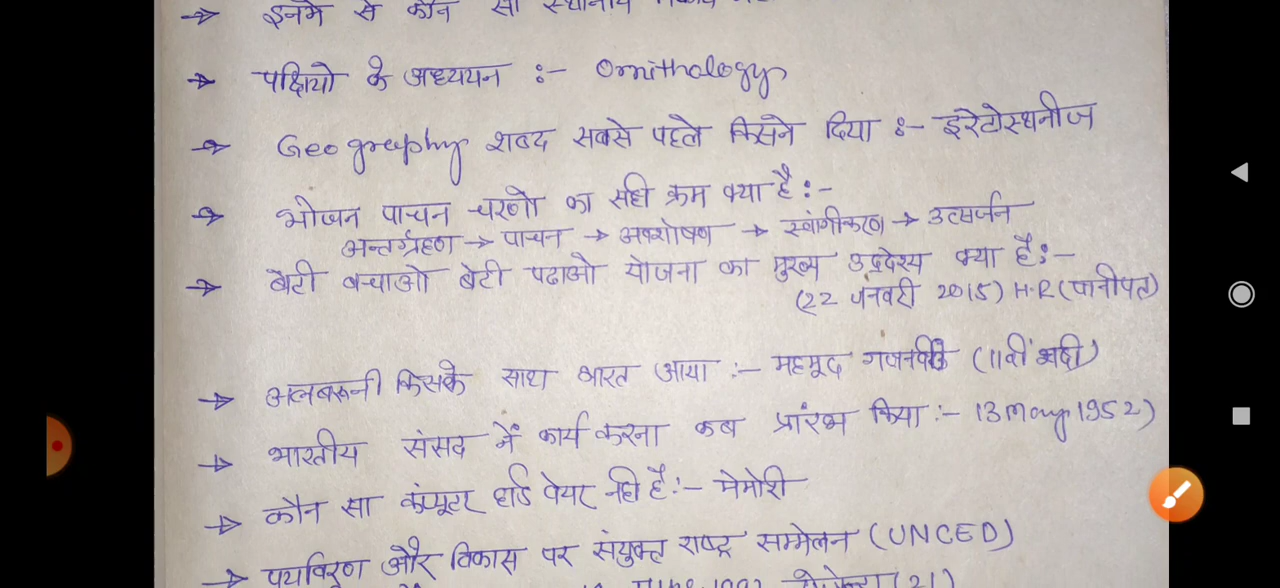 → इनमे से कौन सा स्थानीय
→ पक्षियो के अध्ययन :- Ornithology
→ Geography शब्द सबसे पहले किसने दिया :- इरेटोस्थनीज
→ भोजन पाचन चरणो का सही क्रम क्या है :-
अन्तर्ग्रहण → पाचन → अवशोषण → स्वांगीकरण → उत्सर्जन
→ बेटी बचाओ बेटी पढाओ योजना का मुख्य उद्देश्य क्या है :-
(22 जनवरी 2015) H.R (पानीपत)
→ अलबरूनी किसके साथ भारत आया :- महमूद गजनवी (11वीं सदी)
→ भारतीय संसद में कार्य करना कब प्रारंभ किया :- 13 May 1952)
→ कौन सा कंप्यूटर हार्ड वेयर नही है :- मेमोरी
→ पर्यावरण और विकास पर संयुक्त राष्ट्र सम्मेलन (UNCED)